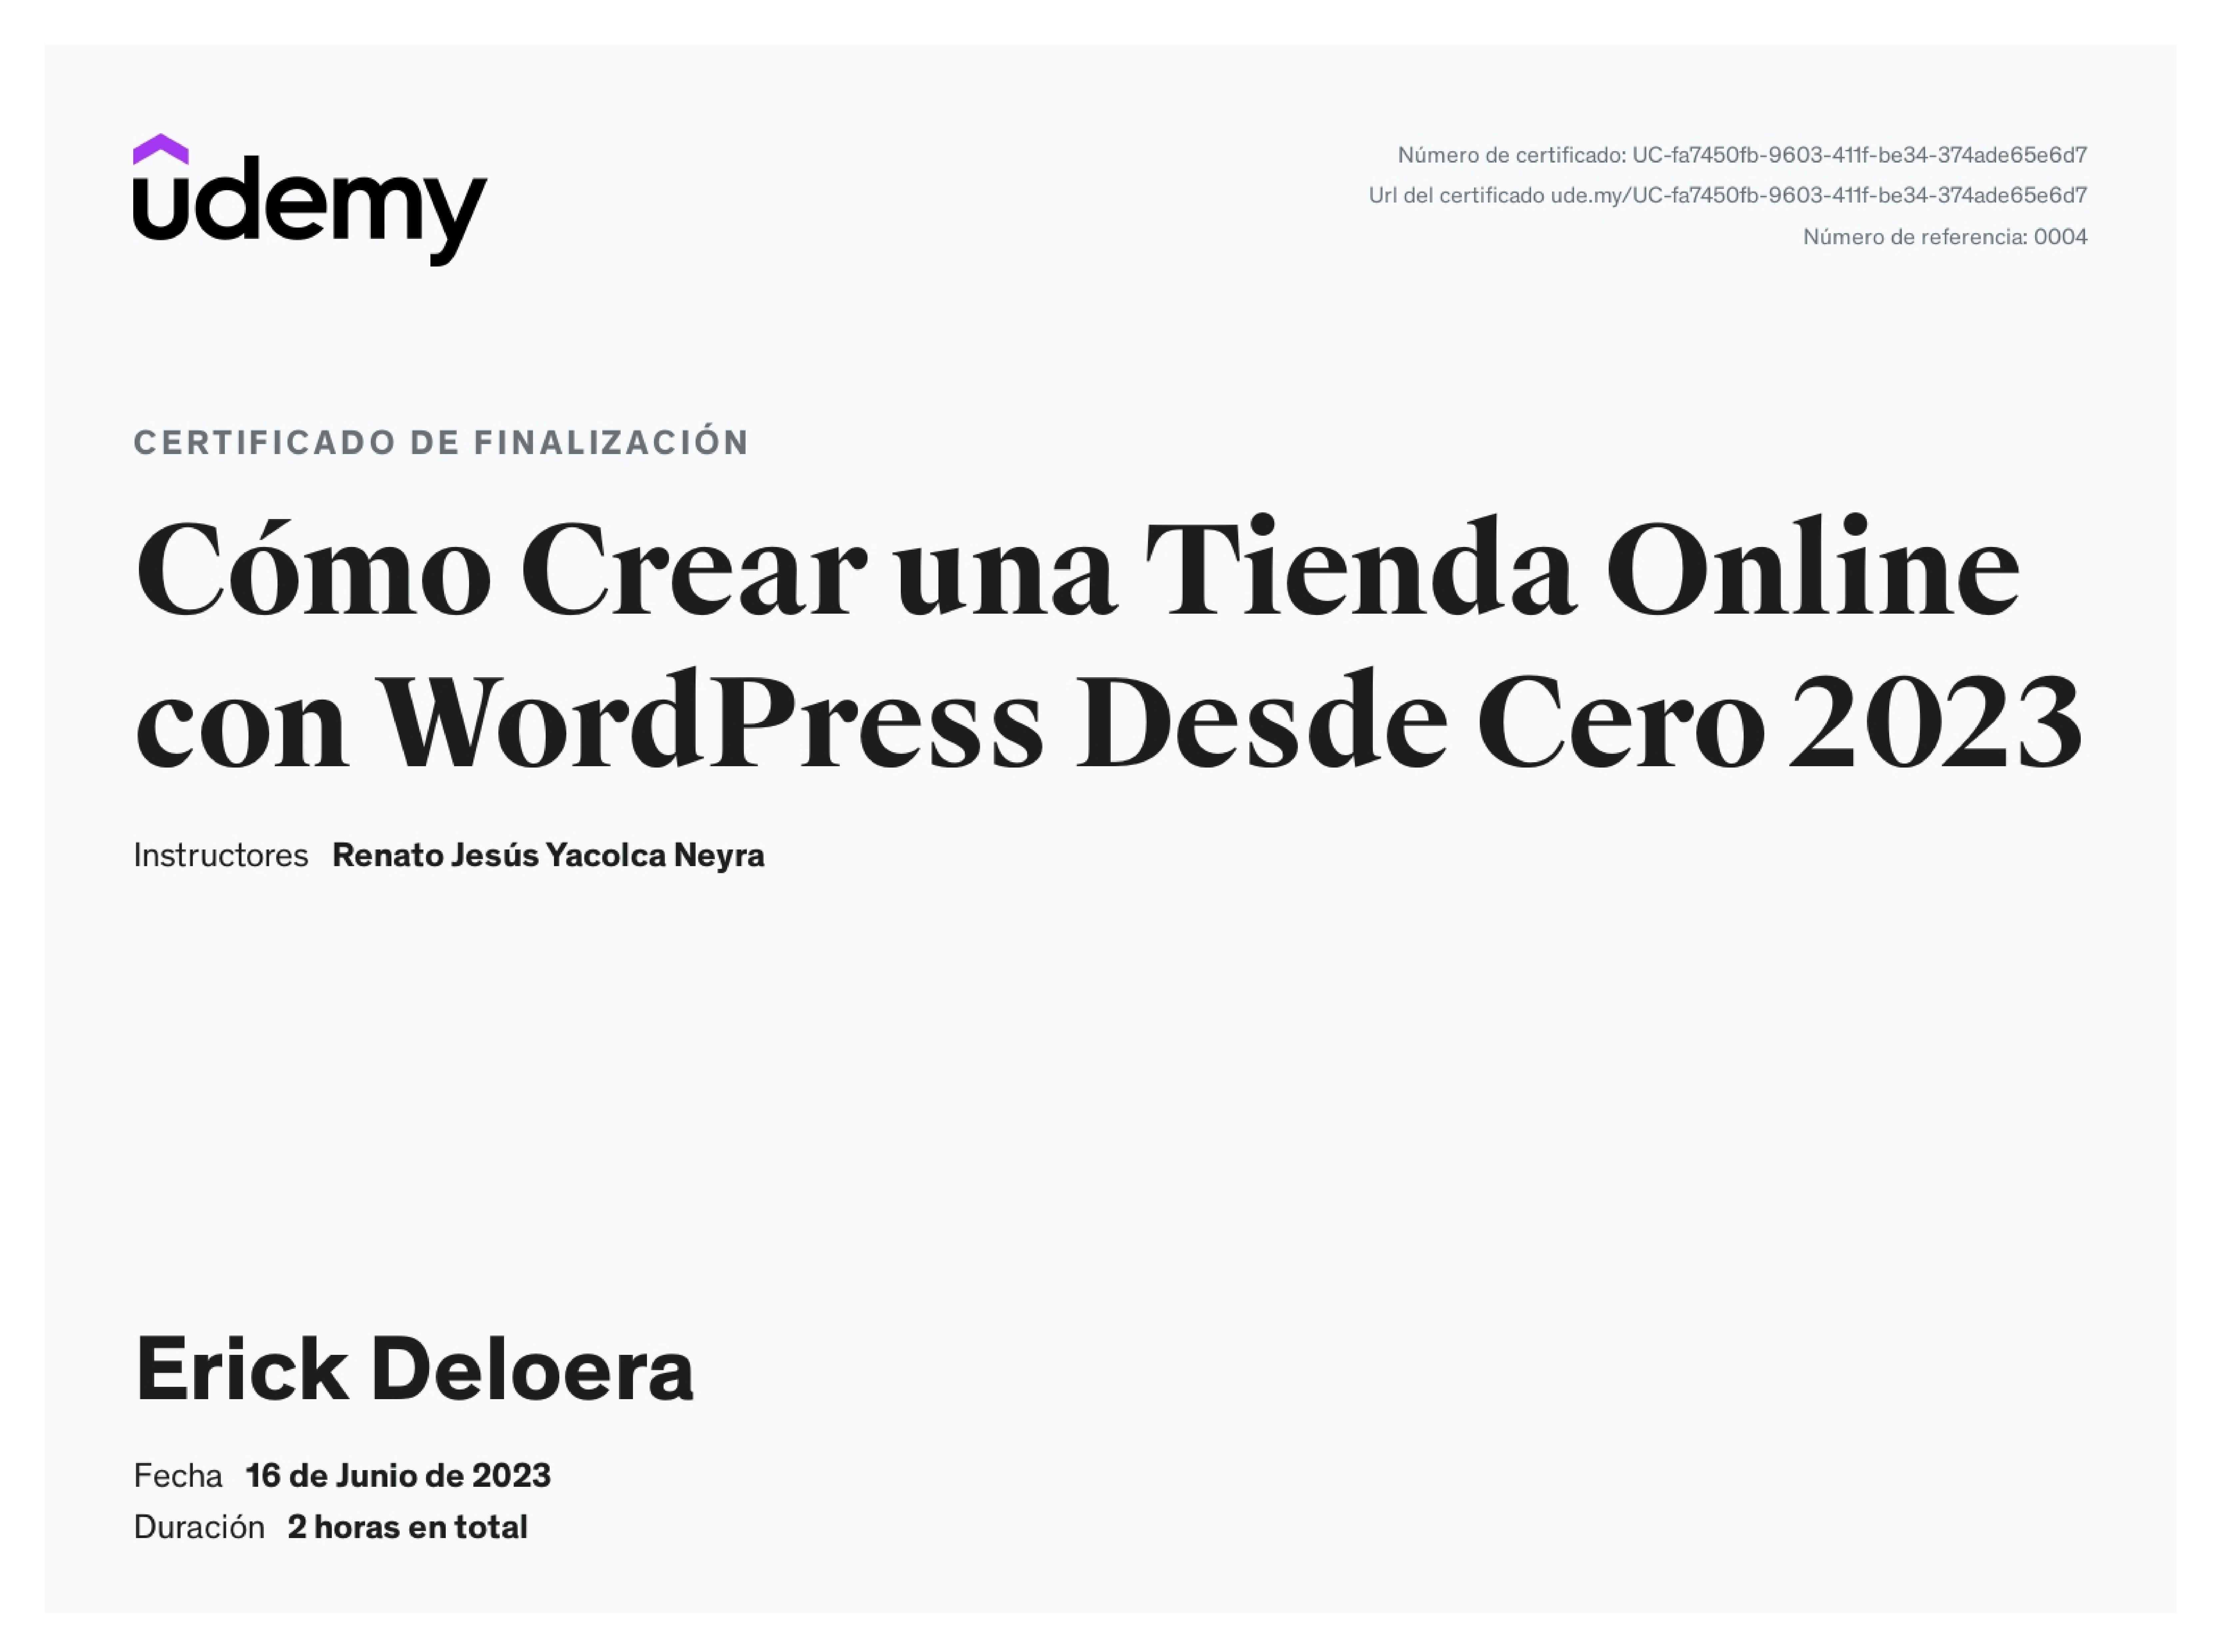 udemy
Número de certificado: UC-fa7450fb-9603-411f-be34-374ade65e6d7
Url del certificado ude.my/UC-fa7450fb-9603-411f-be34-374ade65e6d7
Número de referencia: 0004
CERTIFICADO DE FINALIZACIÓN
Cómo Crear una Tienda Online
con WordPress Desde Cero 2023
Instructores Renato Jesús Yacolca Neyra
Erick Deloera
Fecha 16 de Junio de 2023
Duración 2 horas en total